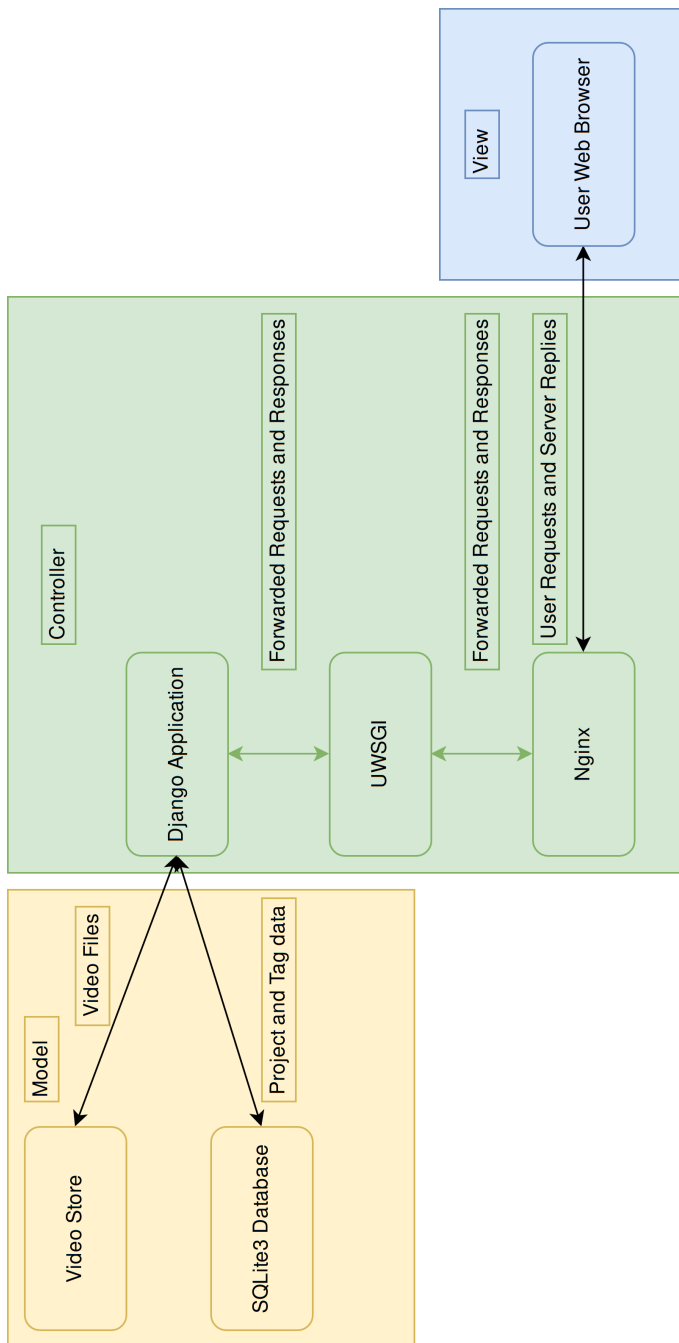 Model
Video Store
Video Files
SQLite3 Database
Project and Tag data
Controller
Django Application
Forwarded Requests and Responses
UWSGI
Forwarded Requests and Responses
Nginx
User Requests and Server Replies
View
User Web Browser